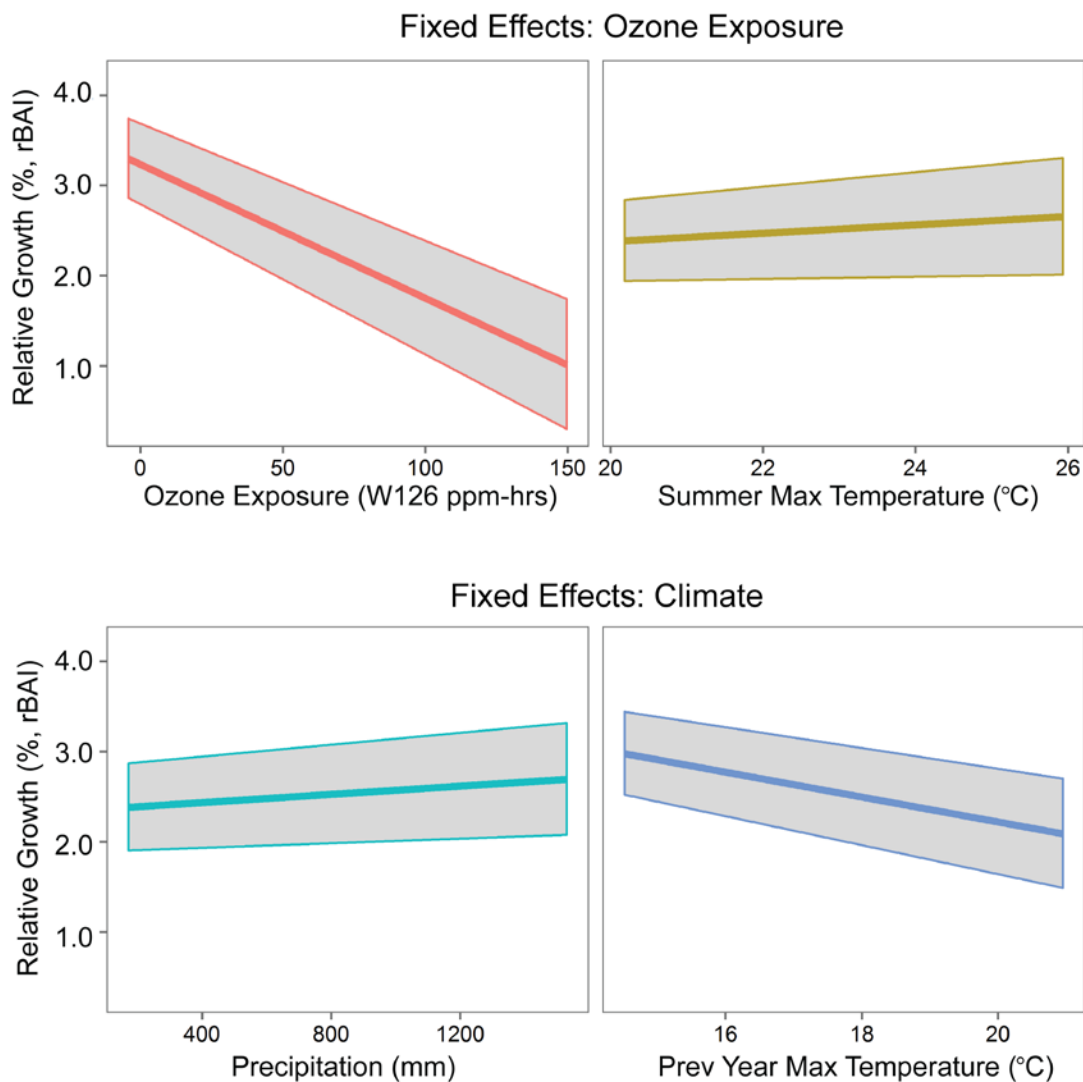 Fixed Effects: Ozone Exposure
Relative Growth (%, rBAI)
4.0
3.0
2.0
1.0
0 50 100 150
Ozone Exposure (W126 ppm-hrs)
20 22 24 26
Summer Max Temperature (°C)
Fixed Effects: Climate
Relative Growth (%, rBAI)
4.0
3.0
2.0
1.0
400 800 1200
Precipitation (mm)
16 18 20
Prev Year Max Temperature (°C)